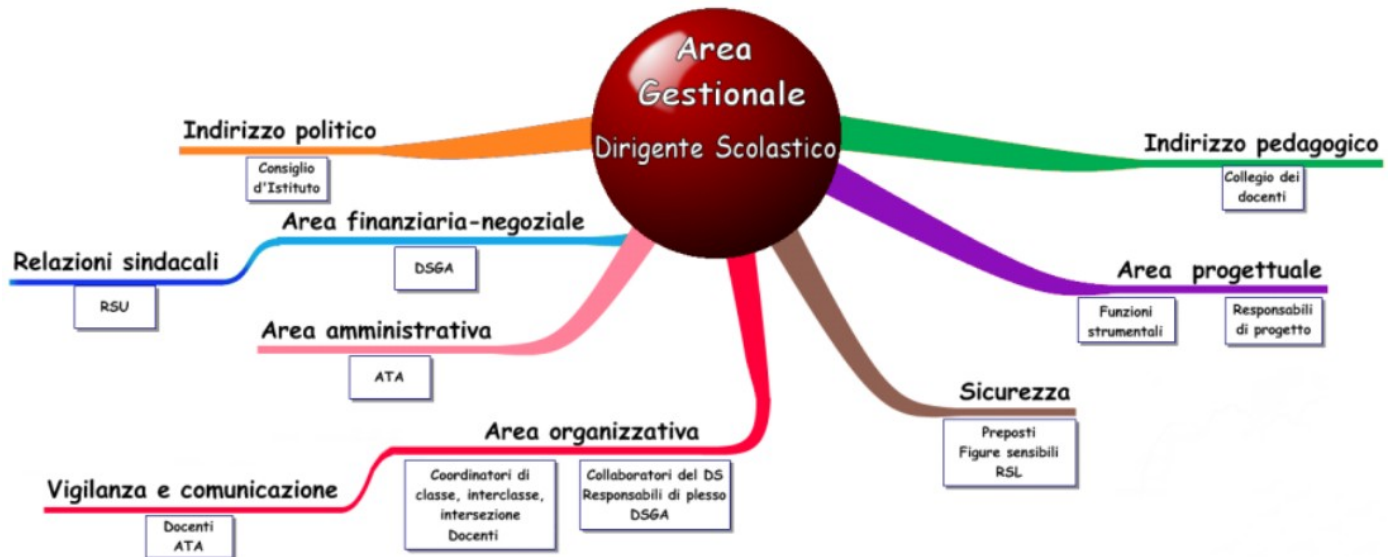 Area
Gestionale
Dirigente Scolastico
Indirizzo politico
Consiglio
d'Istituto
Indirizzo pedagogico
Collegio dei
docenti
Area finanziaria-negoziale
DSGA
Relazioni sindacali
RSU
Area progettuale
Funzioni
strumentali
Responsabili
di progetto
Area amministrativa
ATA
Sicurezza
Preposti
Figure sensibili
RSL
Area organizzativa
Coordinatori di
classe, interclasse,
intersezione
Docenti
Collaboratori del DS
Responsabili di plesso
DSGA
Vigilanza e comunicazione
Docenti
ATA